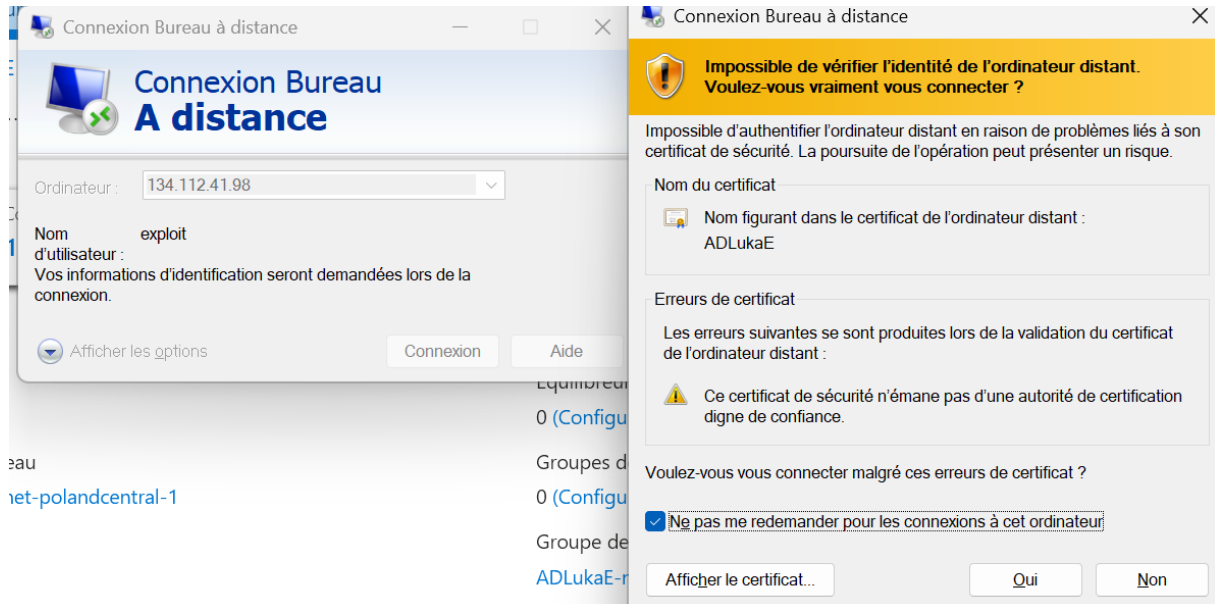 Connexion Bureau à distance
Connexion Bureau
A distance
Ordinateur :
134.112.41.98
Nom
d'utilisateur :
exploit
Vos informations d'identification seront demandées lors de la
connexion.
Afficher les options
Connexion
Aide
0 (Configu
eau
Groupes d
net-polandcentral-1
0 (Configu
Groupe de
ADLukaE-
Connexion Bureau à distance
Impossible de vérifier l'identité de l'ordinateur distant.
Voulez-vous vraiment vous connecter ?
Impossible d'authentifier l'ordinateur distant en raison de problèmes liés à son
certificat de sécurité. La poursuite de l'opération peut présenter un risque.
Nom du certificat
Nom figurant dans le certificat de l'ordinateur distant :
ADLukaE
Erreurs de certificat
Les erreurs suivantes se sont produites lors de la validation du certificat
de l'ordinateur distant :
Ce certificat de sécurité n'émane pas d'une autorité de certification
digne de confiance.
Voulez-vous vous connecter malgré ces erreurs de certificat ?
Ne pas me redemander pour les connexions à cet ordinateur
Afficher le certificat...
Oui
Non